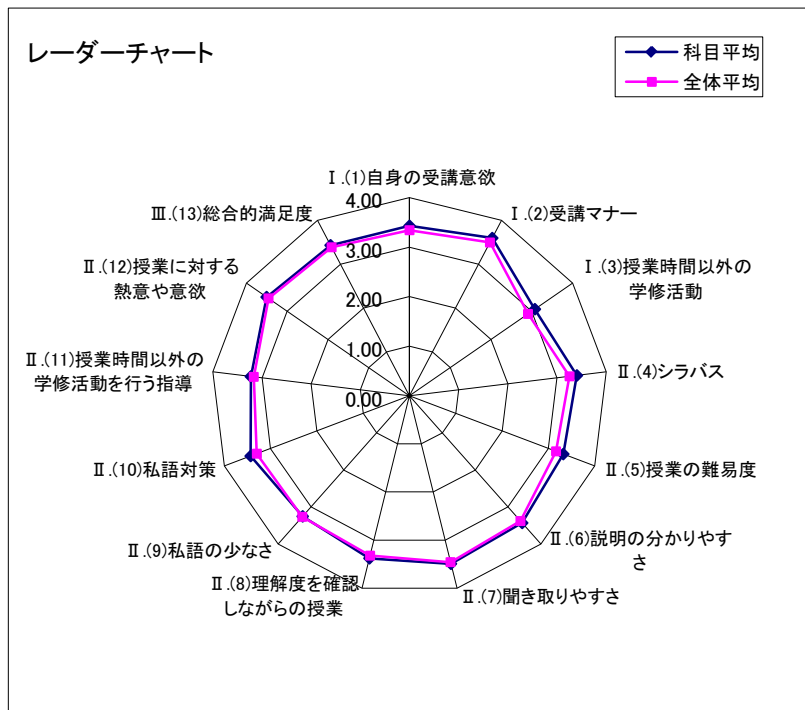 レーダーチャート
科目平均
全体平均
Ⅰ.(1)自身の受講意欲
Ⅰ.(2)受講マナー
Ⅰ.(3)授業時間以外の
学修活動
Ⅱ.(4)シラバス
Ⅱ.(5)授業の難易度
Ⅱ.(6)説明の分かりやす
さ
Ⅱ.(7)聞き取りやすさ
Ⅱ.(8)理解度を確認
しながらの授業
Ⅱ.(9)私語の少なさ
Ⅱ.(10)私語対策
Ⅱ.(11)授業時間以外の
学修活動を行う指導
Ⅱ.(12)授業に対する
熱意や意欲
Ⅲ.(13)総合的満足度
4.00
3.00
2.00
1.00
0.00